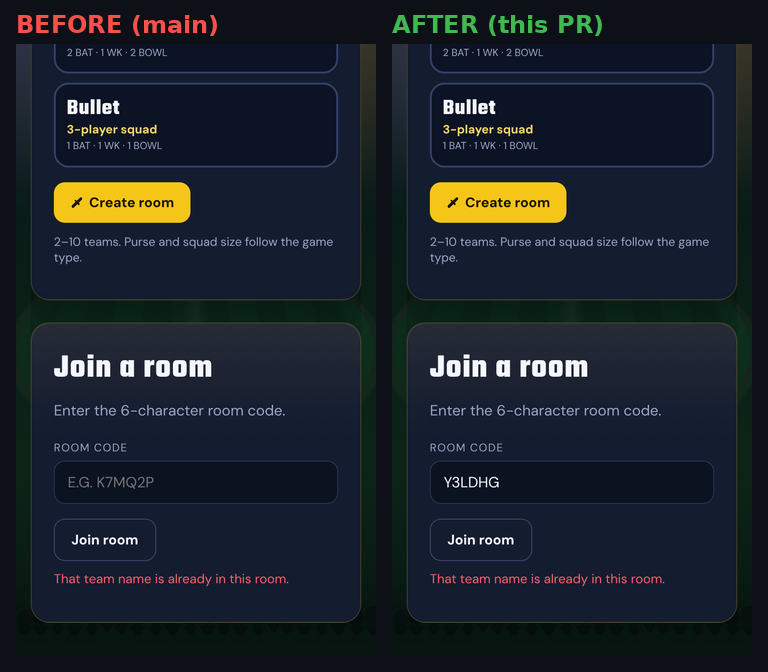 BEFORE (main)
2 BAT · 1 WK · 2 BOWL
Bullet
3-player squad
1 BAT · 1 WK · 1 BOWL
Create room
2–10 teams. Purse and squad size follow the game
type.
Join a room
Enter the 6-character room code.
ROOM CODE
E.G. K7MQ2P
Join room
That team name is already in this room.
AFTER (this PR)
2 BAT · 1 WK · 2 BOWL
Bullet
3-player squad
1 BAT · 1 WK · 1 BOWL
Create room
2–10 teams. Purse and squad size follow the game
type.
Join a room
Enter the 6-character room code.
ROOM CODE
Y3LDHG
Join room
That team name is already in this room.